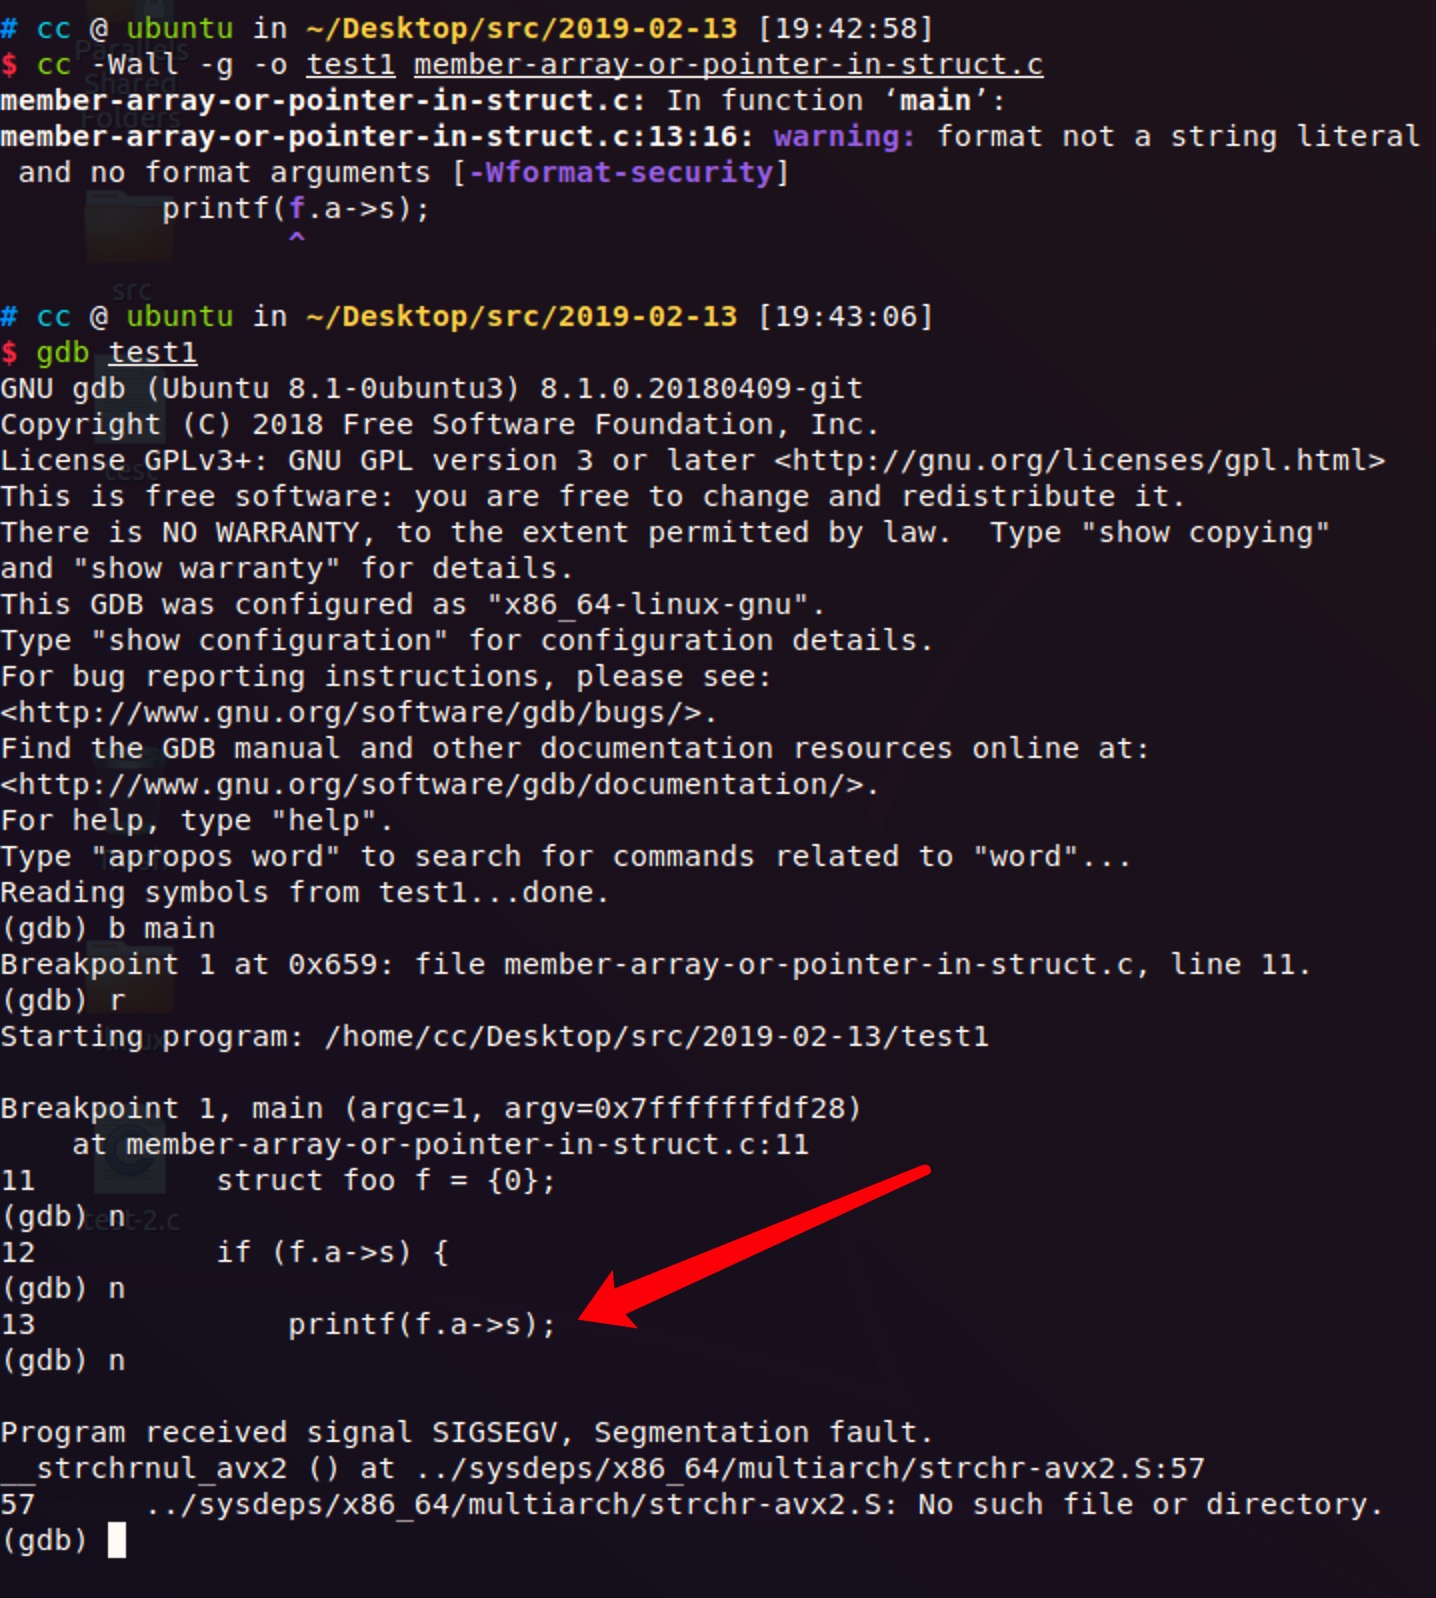 # cc @ ubuntu in ~/Desktop/src/2019-02-13 [19:42:58]
$ cc -Wall -g -o test1 member-array-or-pointer-in-struct.c
member-array-or-pointer-in-struct.c: In function ‘main’:
member-array-or-pointer-in-struct.c:13:16: warning: format not a string literal
 and no format arguments [-Wformat-security]
         printf(f.a->s);
                ^
# cc @ ubuntu in ~/Desktop/src/2019-02-13 [19:43:06]
$ gdb test1
GNU gdb (Ubuntu 8.1-0ubuntu3) 8.1.0.20180409-git
Copyright (C) 2018 Free Software Foundation, Inc.
License GPLv3+: GNU GPL version 3 or later <http://gnu.org/licenses/gpl.html>
This is free software: you are free to change and redistribute it.
There is NO WARRANTY, to the extent permitted by law.  Type "show copying"
and "show warranty" for details.
This GDB was configured as "x86_64-linux-gnu".
Type "show configuration" for configuration details.
For bug reporting instructions, please see:
<http://www.gnu.org/software/gdb/bugs/>.
Find the GDB manual and other documentation resources online at:
<http://www.gnu.org/software/gdb/documentation/>.
For help, type "help".
Type "apropos word" to search for commands related to "word"...
Reading symbols from test1...done.
(gdb) b main
Breakpoint 1 at 0x659: file member-array-or-pointer-in-struct.c, line 11.
(gdb) r
Starting program: /home/cc/Desktop/src/2019-02-13/test1
Breakpoint 1, main (argc=1, argv=0x7fffffffdf28)
    at member-array-or-pointer-in-struct.c:11
11          struct foo f = {0};
(gdb) n
12          if (f.a->s) {
(gdb) n
13              printf(f.a->s);
(gdb) n
Program received signal SIGSEGV, Segmentation fault.
__strchrnul_avx2 () at ../sysdeps/x86_64/multiarch/strchr-avx2.S:57
57      ../sysdeps/x86_64/multiarch/strchr-avx2.S: No such file or directory.
(gdb)
Parallels
Shared
Folders
src
test
test-2.c